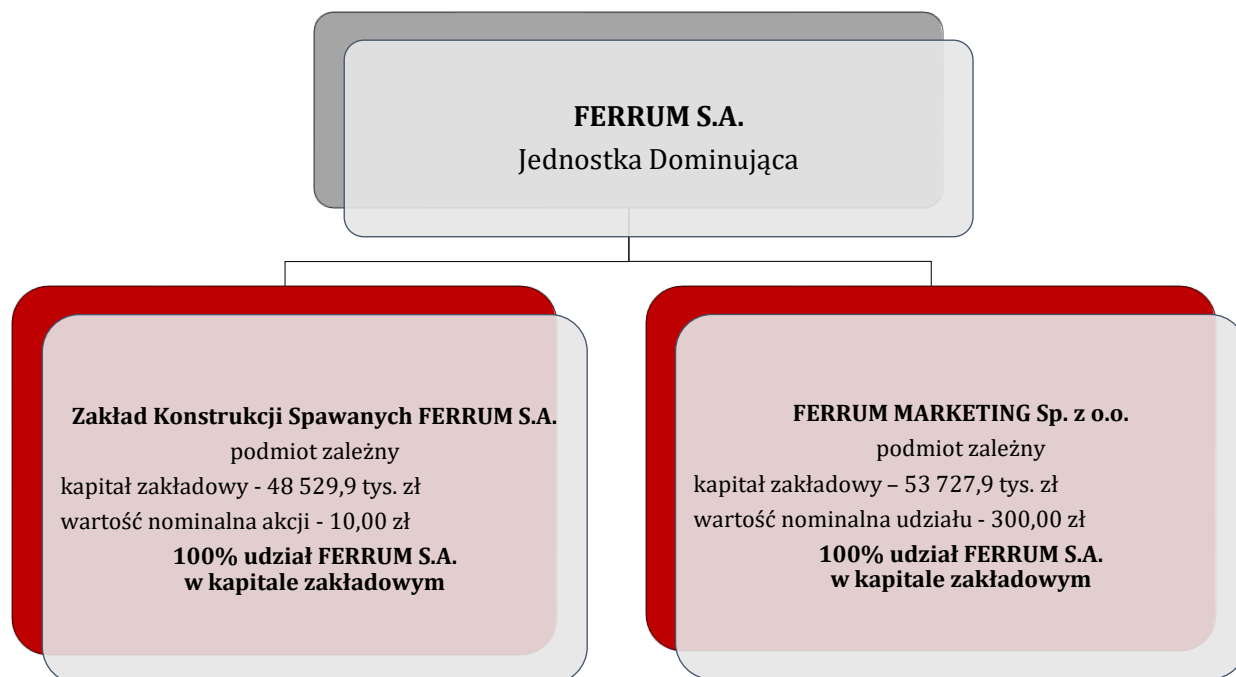 FERRUM S.A.
Jednostka Dominująca
Zakład Konstrukcji Spawanych FERRUM S.A.
podmiot zależny
kapitał zakładowy - 48 529,9 tys. zł
wartość nominalna akcji - 10,00 zł
100% udział FERRUM S.A.
w kapitale zakładowym
FERRUM MARKETING Sp. z o.o.
podmiot zależny
kapitał zakładowy – 53 727,9 tys. zł
wartość nominalna udziału - 300,00 zł
100% udział FERRUM S.A.
w kapitale zakładowym